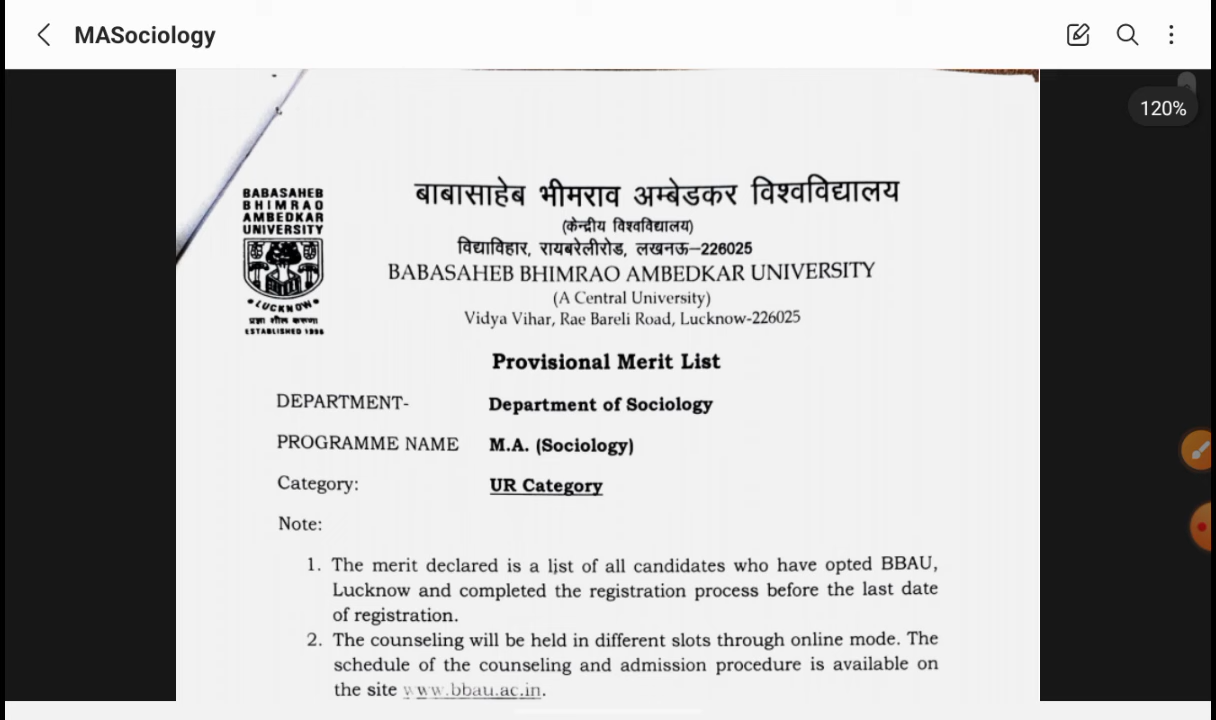 MASociology
120%
BABASAHEB
BHIMRAO
AMBEDKAR
UNIVERSITY
LUCKNOW
प्रज्ञा शील करुणा
ESTABLISHED 1996
बाबासाहेब भीमराव अम्बेडकर विश्वविद्यालय
(केन्द्रीय विश्वविद्यालय)
विद्याविहार, रायबरेलीरोड, लखनऊ–226025
BABASAHEB BHIMRAO AMBEDKAR UNIVERSITY
(A Central University)
Vidya Vihar, Rae Bareli Road, Lucknow-226025
Provisional Merit List
DEPARTMENT- Department of Sociology
PROGRAMME NAME M.A. (Sociology)
Category: UR Category
Note:
1. The merit declared is a list of all candidates who have opted BBAU,
Lucknow and completed the registration process before the last date
of registration.
2. The counseling will be held in different slots through online mode. The
schedule of the counseling and admission procedure is available on
the site www.bbau.ac.in.